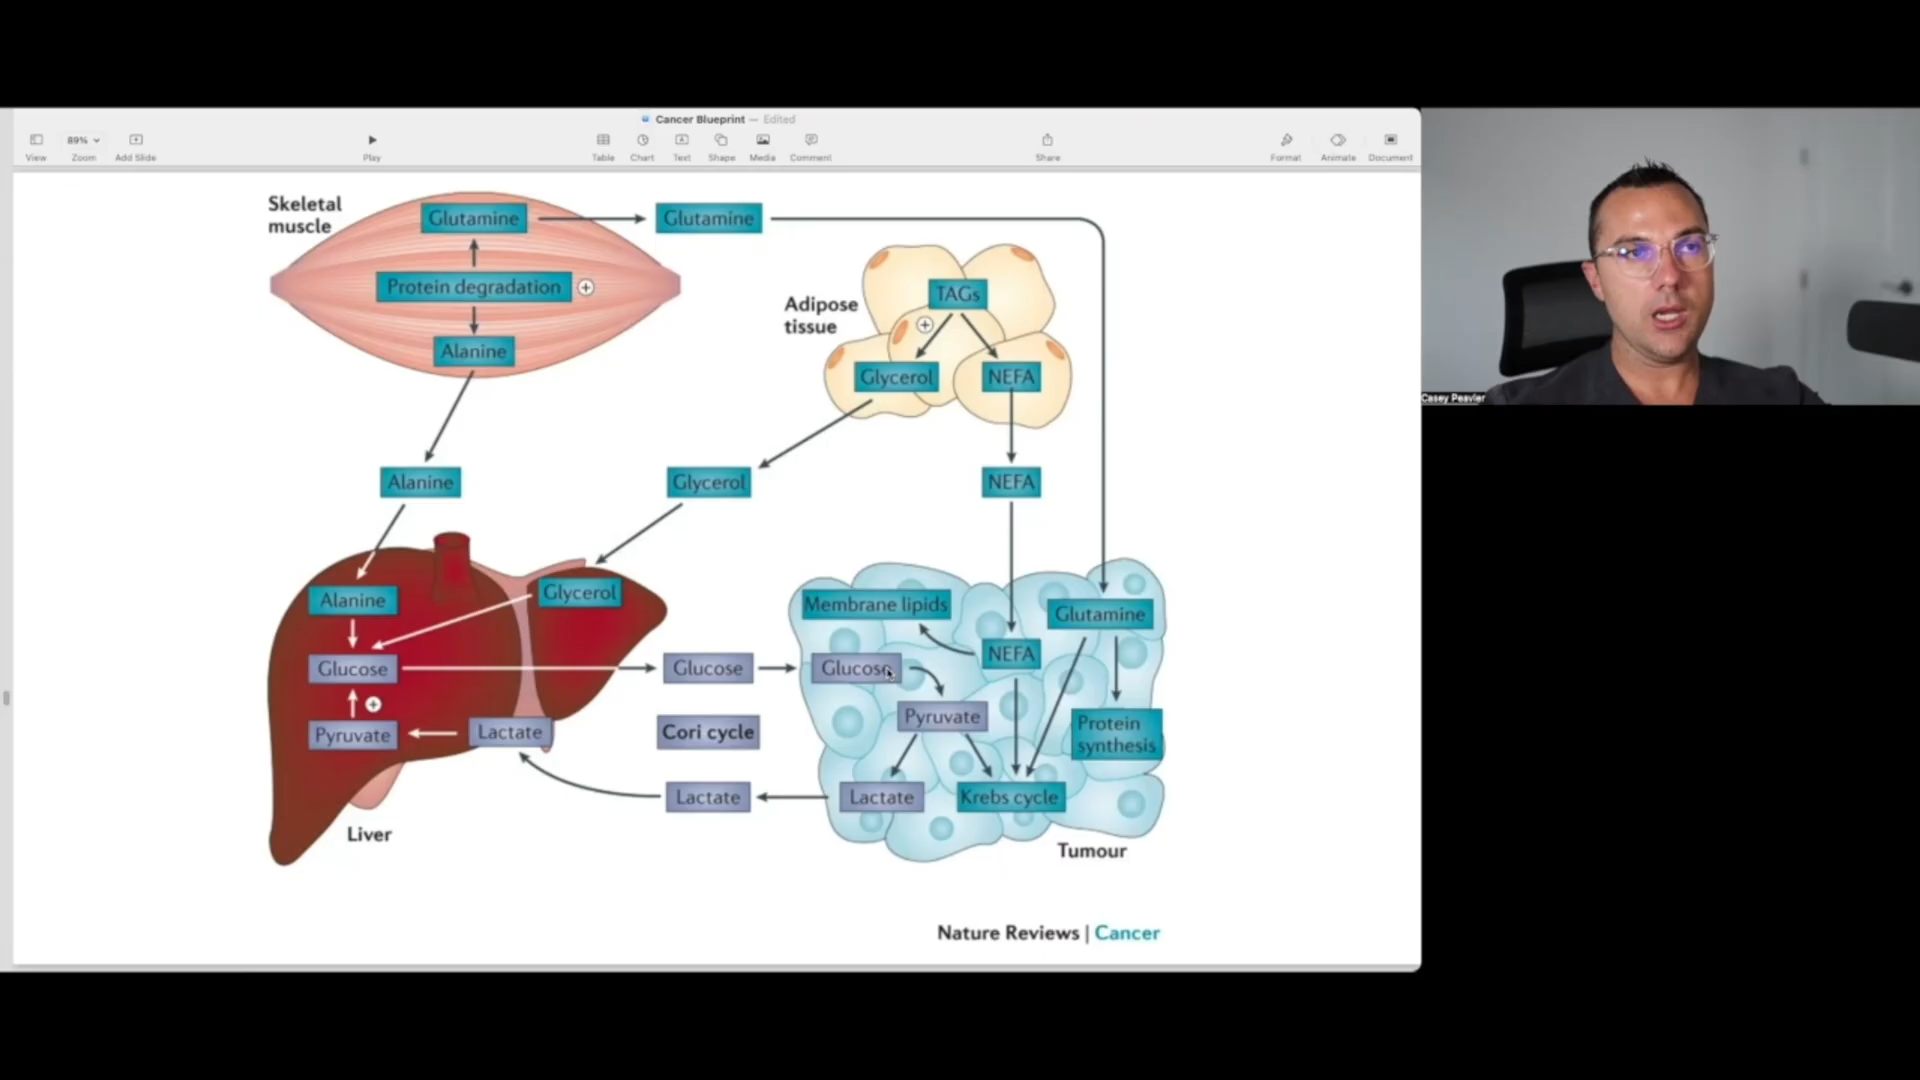 Cancer Blueprint — Edited
View
89%
Zoom
Add Slide
Play
Table
Chart
Text
Shape
Media
Comment
Share
Format
Animate
Document
Skeletal
muscle
Glutamine
Glutamine
Protein degradation
+
Alanine
Adipose
tissue
TAGs
+
Glycerol
NEFA
Casey Peavler
Alanine
Glycerol
NEFA
Alanine
Glycerol
Membrane lipids
Glutamine
Glucose
Glucose
Glucose
NEFA
+
Pyruvate
Lactate
Cori cycle
Pyruvate
Protein
synthesis
Lactate
Lactate
Krebs cycle
Liver
Tumour
Nature Reviews | Cancer